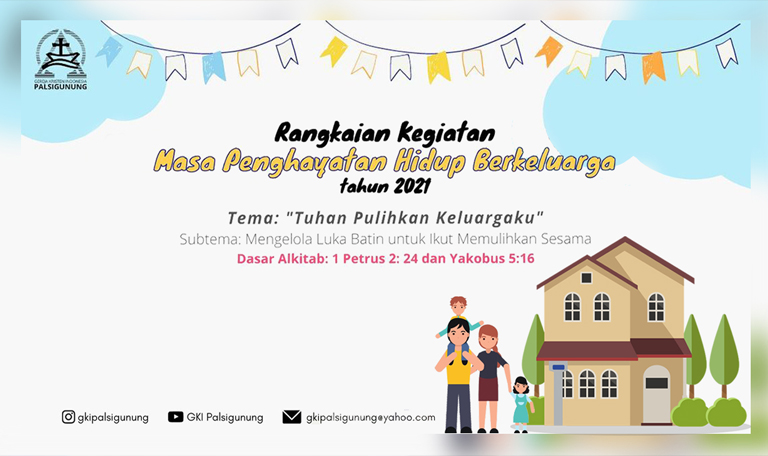 GEREJA KRISTEN INDONESIA
PALSIGUNUNG
Rangkaian Kegiatan
Masa Penghayatan Hidup Berkeluarga
tahun 2021
Tema: "Tuhan Pulihkan Keluargaku"
Subtema: Mengelola Luka Batin untuk Ikut Memulihkan Sesama
Dasar Alkitab: 1 Petrus 2: 24 dan Yakobus 5:16
gkipalsigunung
GKI Palsigunung
gkipalsigunung@yahoo.com